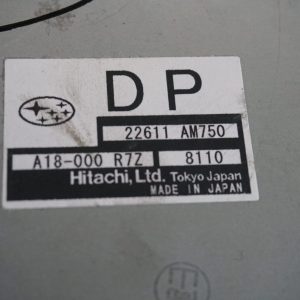 DP
22611 AM750
A18-000 R7Z 8110
Hitachi, Ltd. Tokyo Japan
MADE IN JAPAN